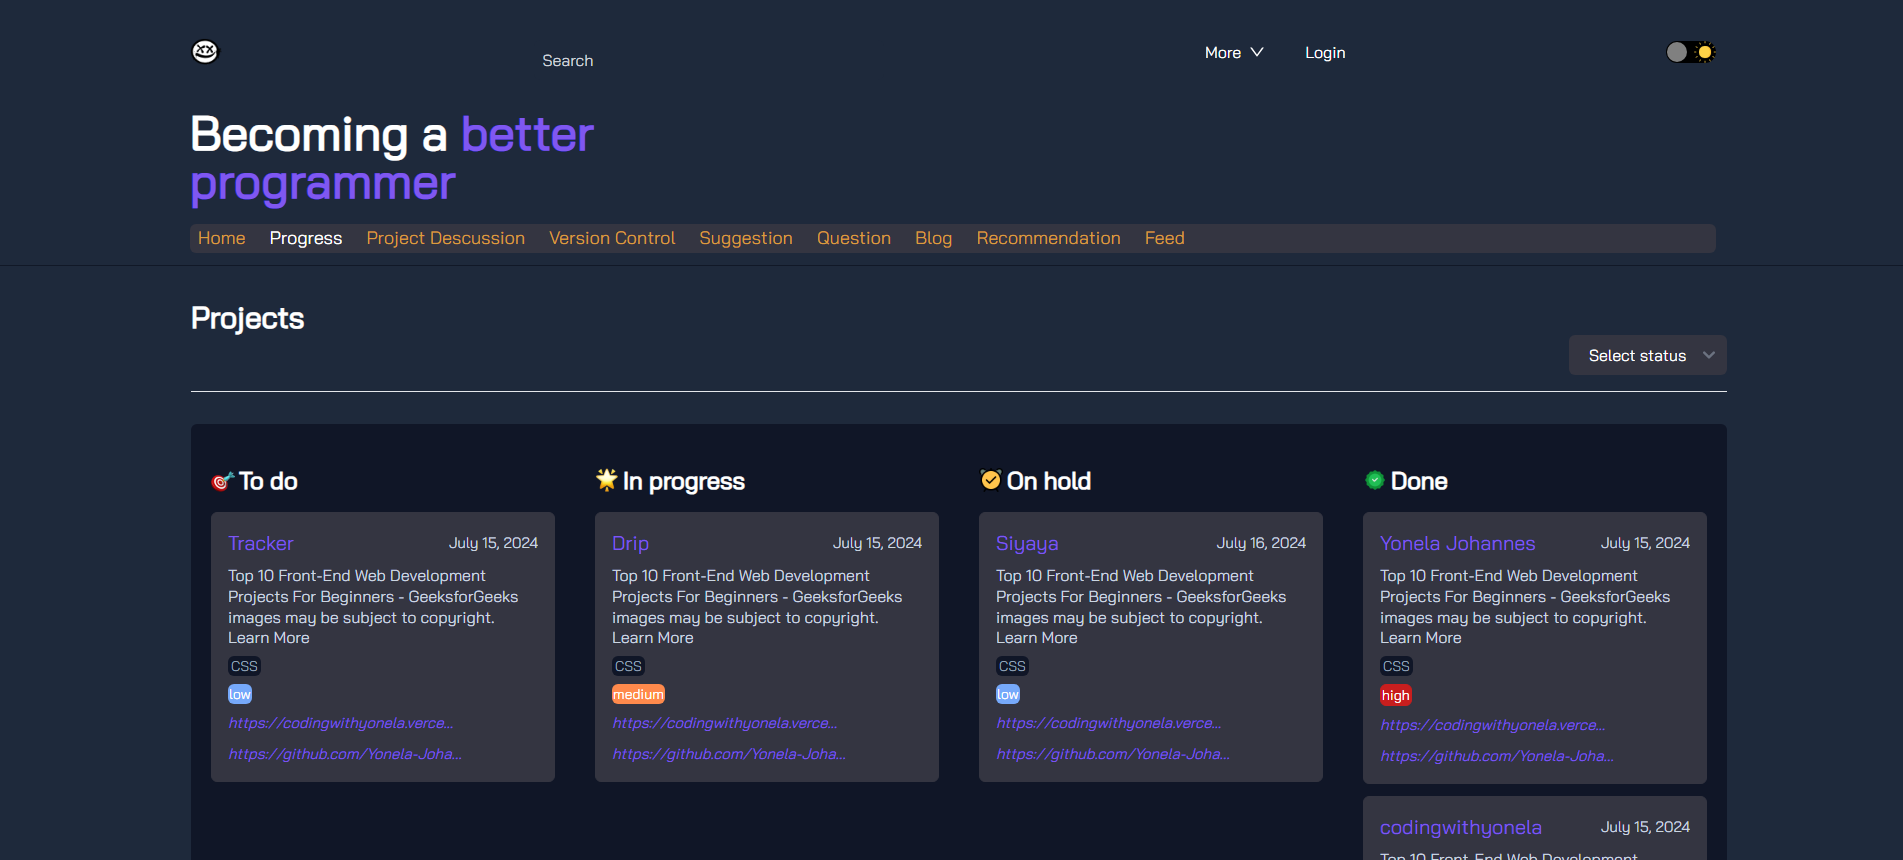 Search
More
Login
Becoming a better
programmer
Home Progress Project Descussion Version Control Suggestion Question Blog Recommendation Feed
Projects
Select status
To do
Tracker July 15, 2024
Top 10 Front-End Web Development
Projects For Beginners - GeeksforGeeks
images may be subject to copyright.
Learn More
CSS
low
https://codingwithyonela.verce...
https://github.com/Yonela-Joha...
In progress
Drip July 15, 2024
Top 10 Front-End Web Development
Projects For Beginners - GeeksforGeeks
images may be subject to copyright.
Learn More
CSS
medium
https://codingwithyonela.verce...
https://github.com/Yonela-Joha...
On hold
Siyaya July 16, 2024
Top 10 Front-End Web Development
Projects For Beginners - GeeksforGeeks
images may be subject to copyright.
Learn More
CSS
low
https://codingwithyonela.verce...
https://github.com/Yonela-Joha...
Done
Yonela Johannes July 15, 2024
Top 10 Front-End Web Development
Projects For Beginners - GeeksforGeeks
images may be subject to copyright.
Learn More
CSS
high
https://codingwithyonela.verce...
https://github.com/Yonela-Joha...
codingwithyonela July 15, 2024
Top 10 Front-End Web Development